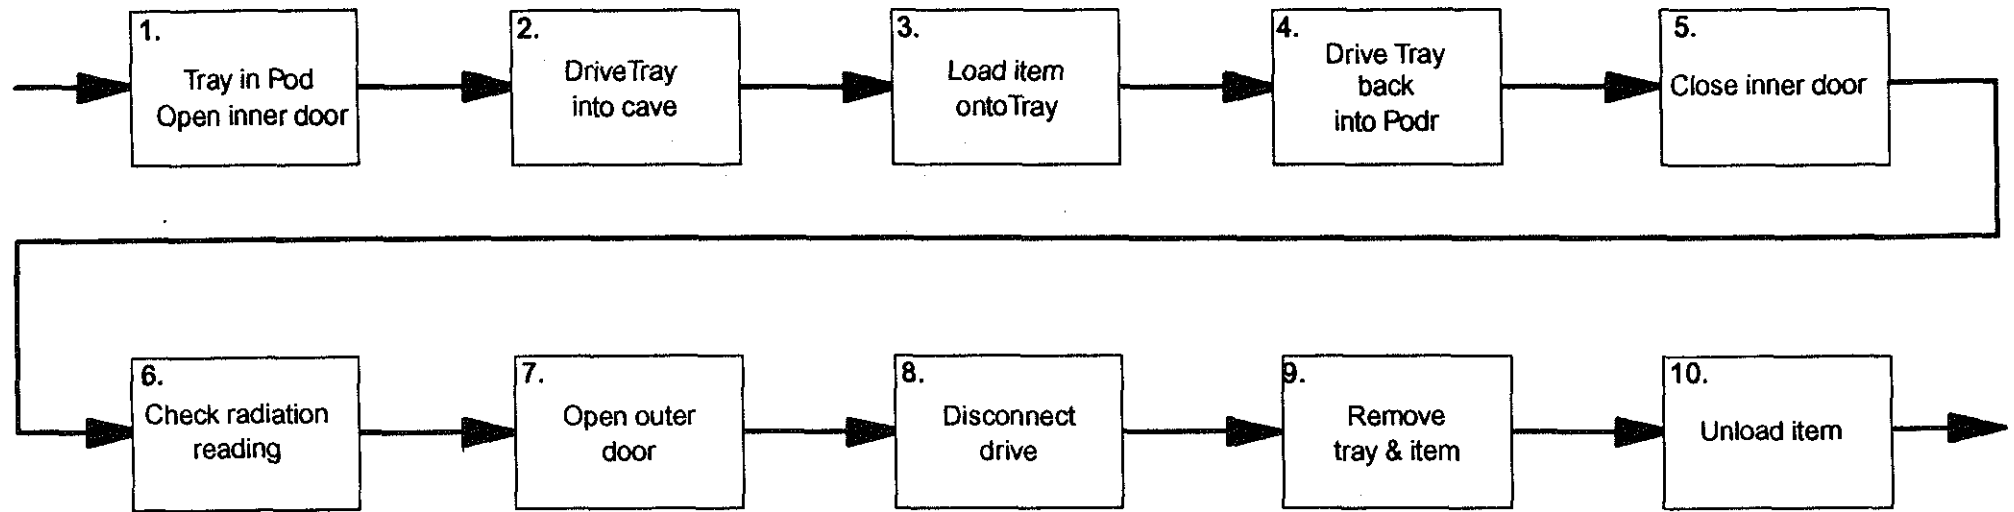 1.
Tray in Pod
Open inner door
2.
DriveTray
into cave
3.
Load item
ontoTray
4.
Drive Tray
back
into Podr
5.
Close inner door
6.
Check radiation
reading
7.
Open outer
door
8.
Disconnect
drive
9.
Remove
tray & item
10.
Unload item